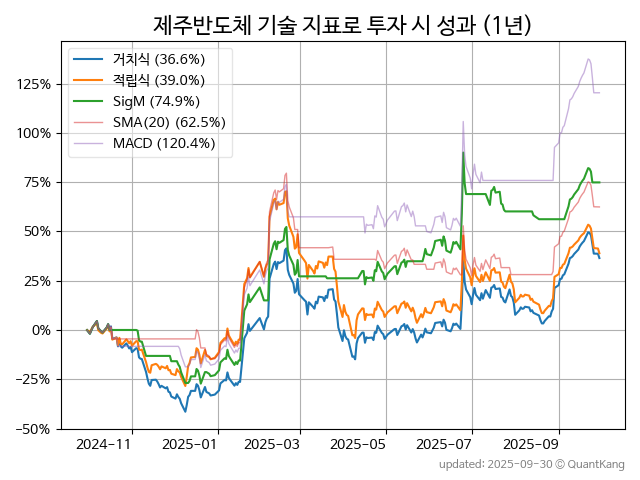 제주반도체 기술 지표로 투자 시 성과 (1년)
거치식 (36.6%)
적립식 (39.0%)
SigM (74.9%)
SMA(20) (62.5%)
MACD (120.4%)
125%
100%
75%
50%
25%
0%
−25%
−50%
2024-11 2025-01 2025-03 2025-05 2025-07 2025-09
updated: 2025-09-30 © QuantKang